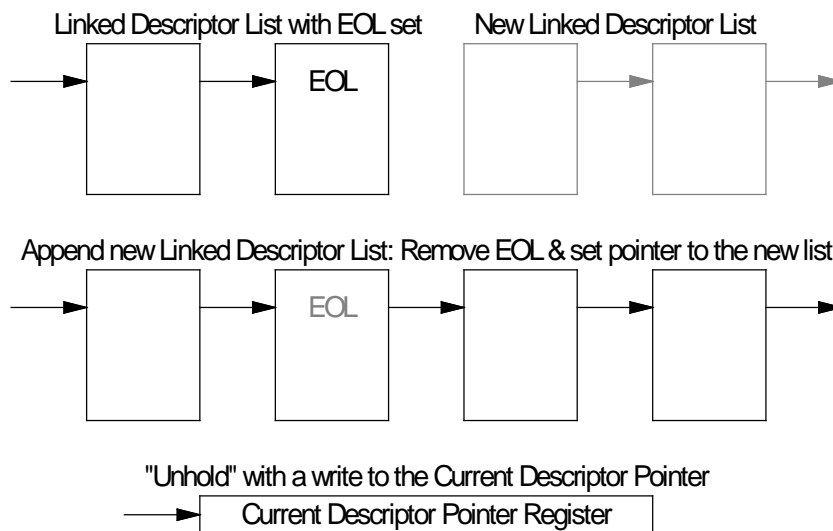 Linked Descriptor List with EOL set
New Linked Descriptor List
EOL
Append new Linked Descriptor List: Remove EOL & set pointer to the new list
EOL
"Unhold" with a write to the Current Descriptor Pointer
Current Descriptor Pointer Register